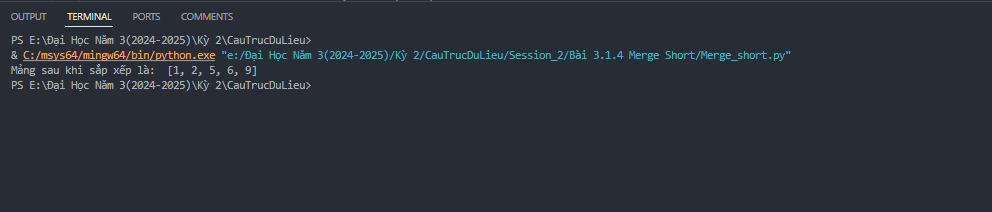 OUTPUT TERMINAL PORTS COMMENTS
PS E:\Đại Học Năm 3(2024-2025)\Kỳ 2\CauTrucDuLieu>
& C:/msys64/mingw64/bin/python.exe "e:/Đại Học Năm 3(2024-2025)/Kỳ 2/CauTrucDuLieu/Session_2/Bài 3.1.4 Merge Short/Merge_short.py"
Mảng sau khi sắp xếp là:  [1, 2, 5, 6, 9]
PS E:\Đại Học Năm 3(2024-2025)\Kỳ 2\CauTrucDuLieu>